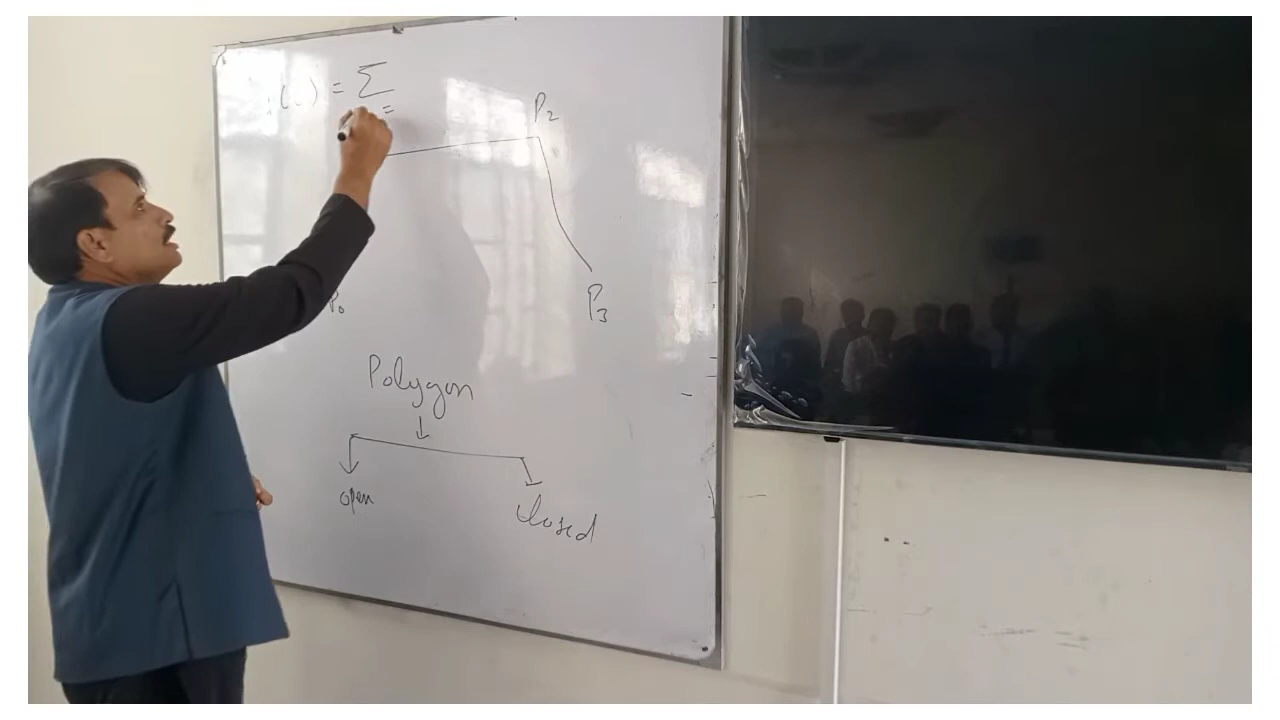 (u) = Σ
=
P2
P0
P3
Polygon
open
closed